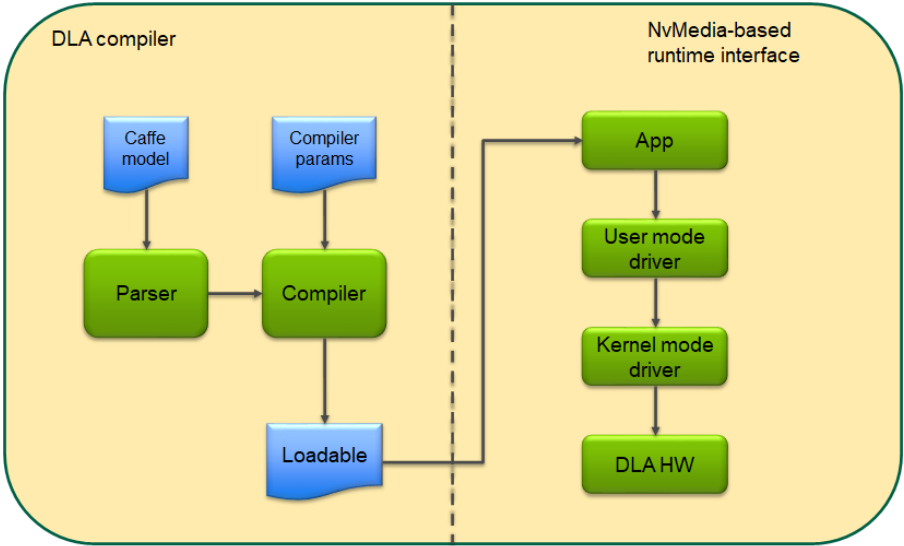 DLA compiler
NvMedia-based
runtime interface
Caffe
model
Compiler
params
Parser
Compiler
Loadable
App
User mode
driver
Kernel mode
driver
DLA HW